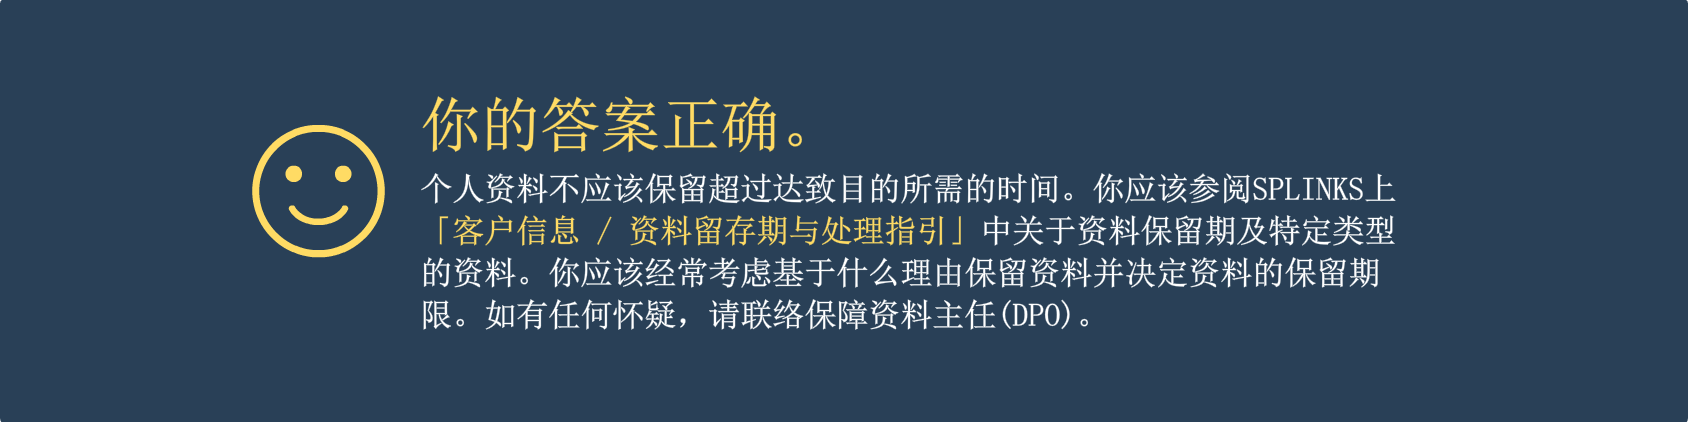 你的答案正确。
个人资料不应该保留超过达致目的所需的时间。你应该参阅SPLINKS上
「客户信息 / 资料留存期与处理指引」中关于资料保留期及特定类型
的资料。你应该经常考虑基于什么理由保留资料并决定资料的保留期
限。如有任何怀疑，请联络保障资料主任(DPO)。